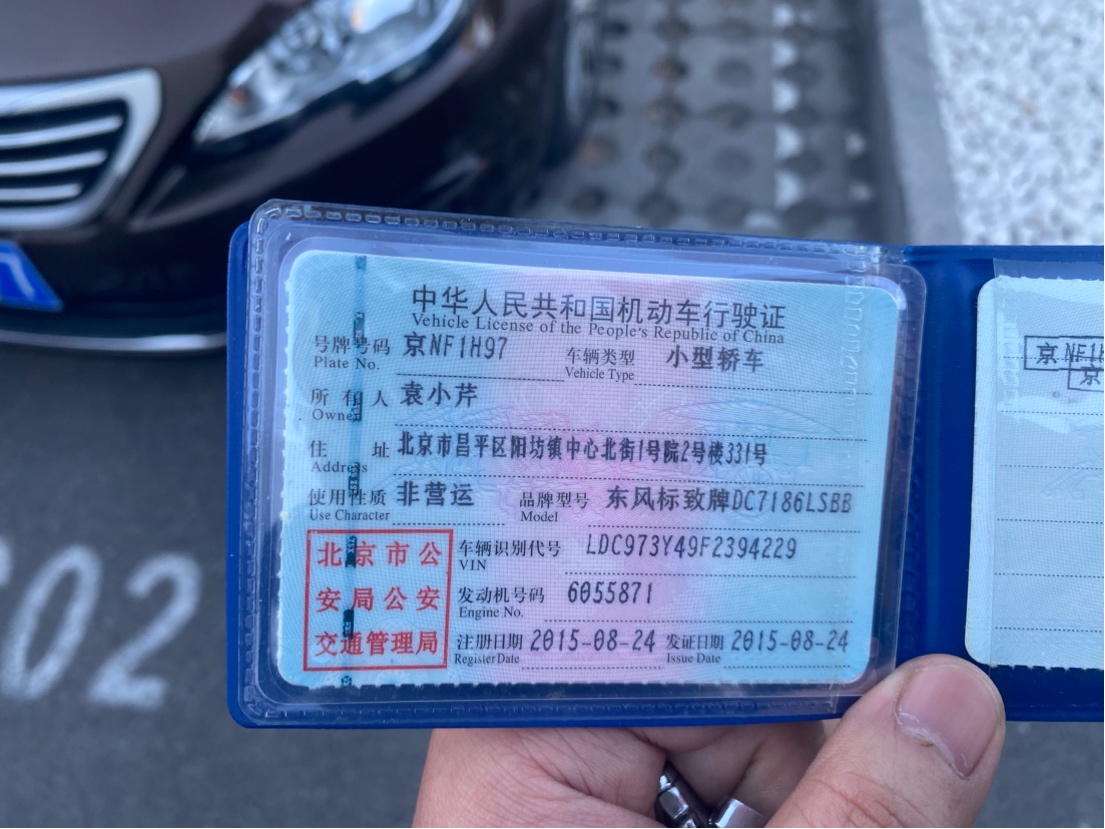 中华人民共和国机动车行驶证
Vehicle License of the People's Republic of China
号牌号码 京NF1H97 车辆类型 小型轿车
Plate No. Vehicle Type
所有人 袁小芹
Owner
住址 北京市昌平区阳坊镇中心北街1号院2号楼331号
Address
使用性质 非营运 品牌型号 东风标致牌DC7186LSBB
Use Character Model
北京市公安局公安交通管理局
车辆识别代号 LDC973Y49F2394229
VIN
发动机号码 6055871
Engine No.
注册日期 2015-08-24 发证日期 2015-08-24
Register Date Issue Date
京NF1H
京
02